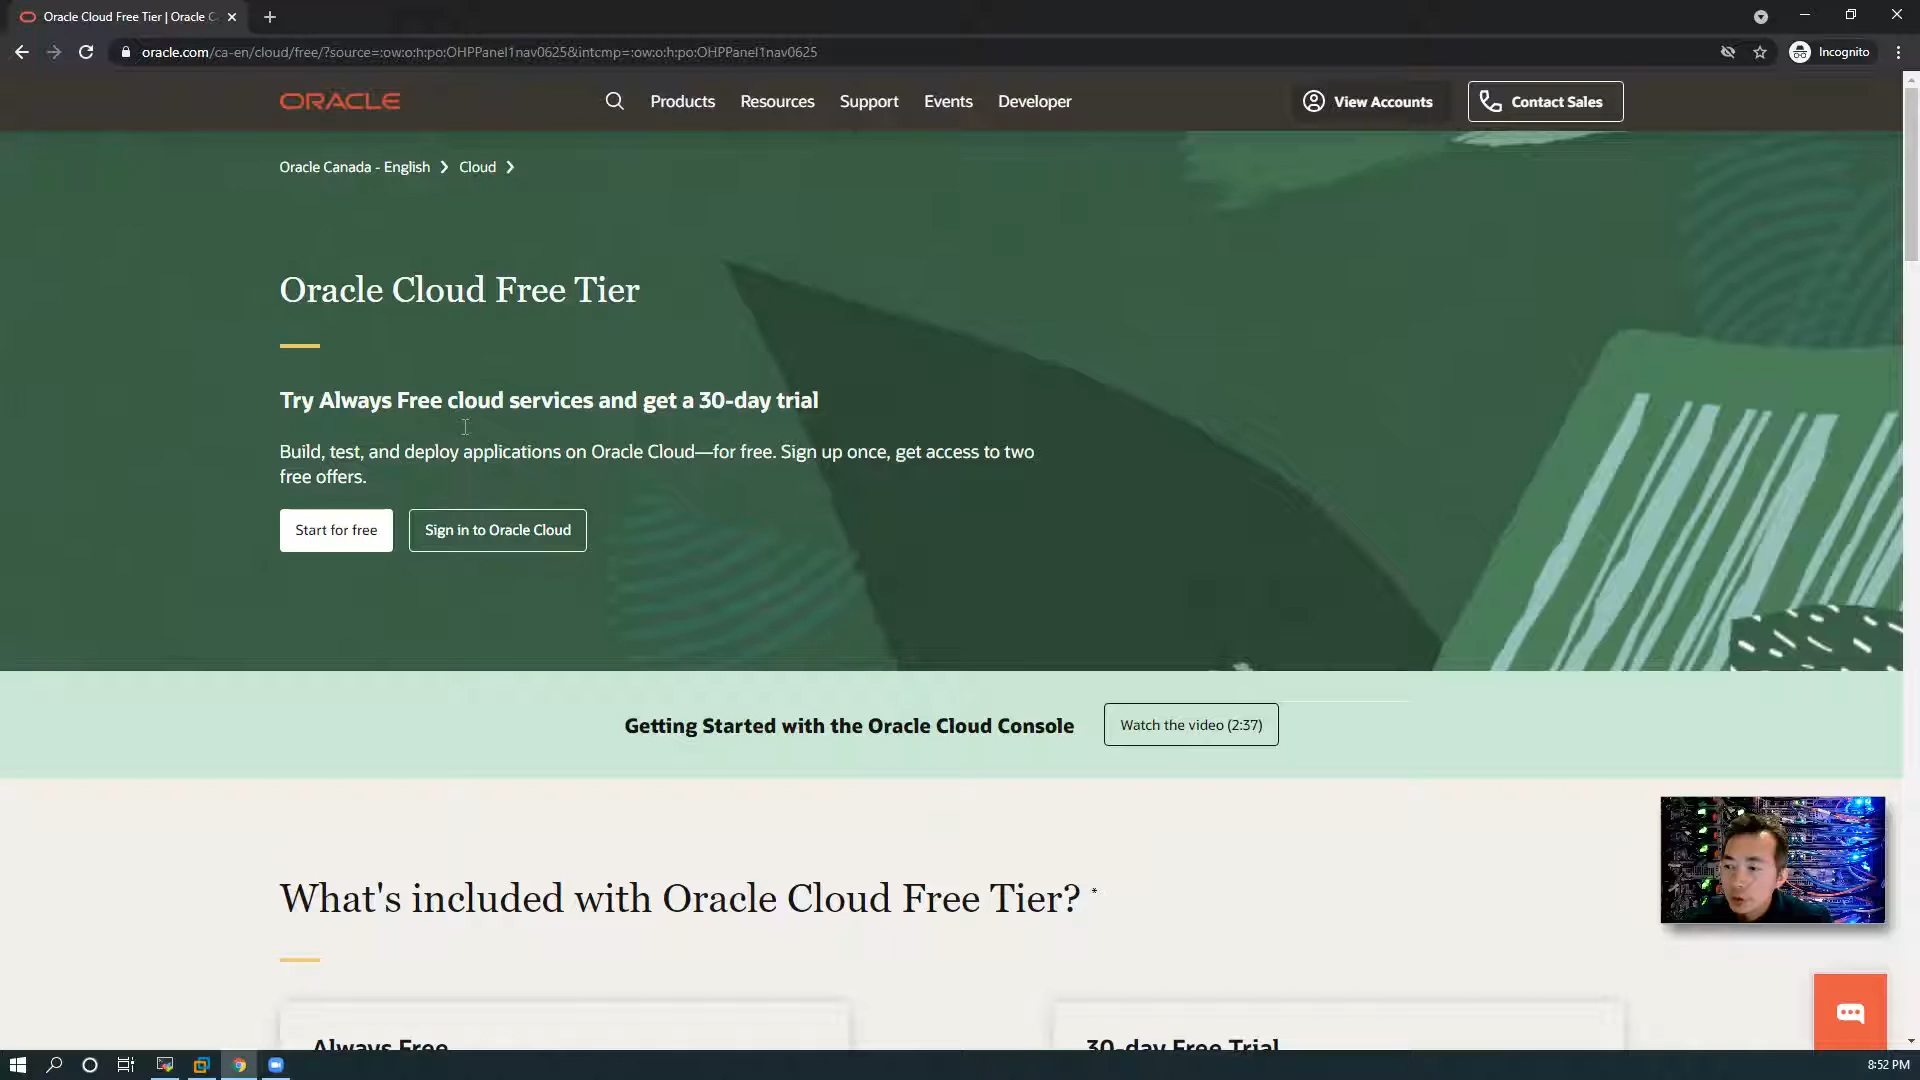 Oracle Cloud Free Tier | Oracle C
oracle.com/ca-en/cloud/free/?source=:ow:o:h:po:OHPPanel1nav0625&intcmp=:ow:o:h:po:OHPPanel1nav0625
Incognito
ORACLE
Products
Resources
Support
Events
Developer
View Accounts
Contact Sales
Oracle Canada - English
Cloud
Oracle Cloud Free Tier
Try Always Free cloud services and get a 30-day trial
Build, test, and deploy applications on Oracle Cloud—for free. Sign up once, get access to two
free offers.
Start for free
Sign in to Oracle Cloud
Getting Started with the Oracle Cloud Console
Watch the video (2:37)
What's included with Oracle Cloud Free Tier? *
Always Free
30-day Free Trial
8:52 PM